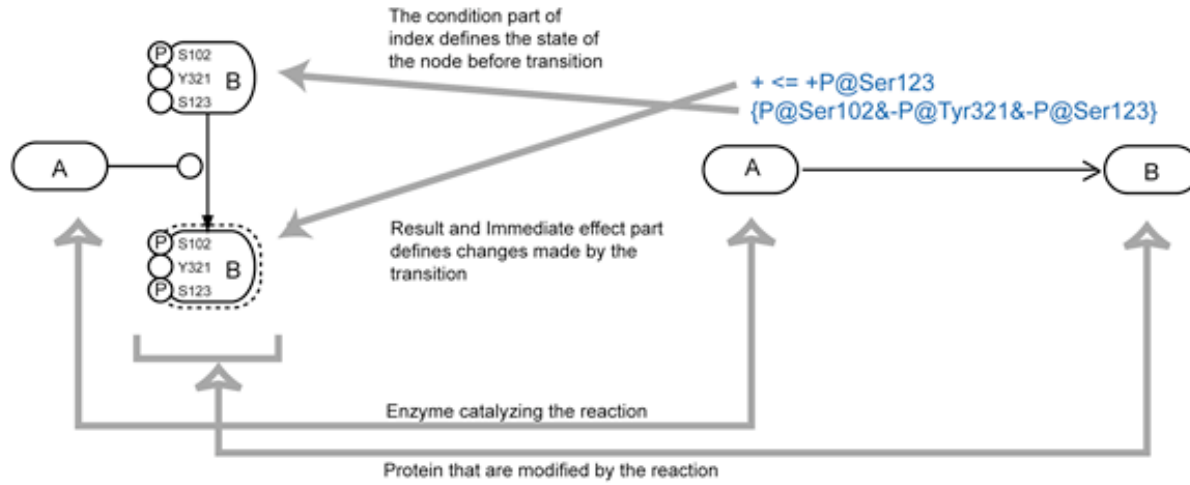 The condition part of
index defines the state of
the node before transition
P S102
Y321 B
S123
+ <= +P@Ser123
{P@Ser102&-P@Tyr321&-P@Ser123}
A
A
B
Result and Immediate effect part
defines changes made by the
transition
P S102
Y321 B
P S123
Enzyme catalyzing the reaction
Protein that are modified by the reaction